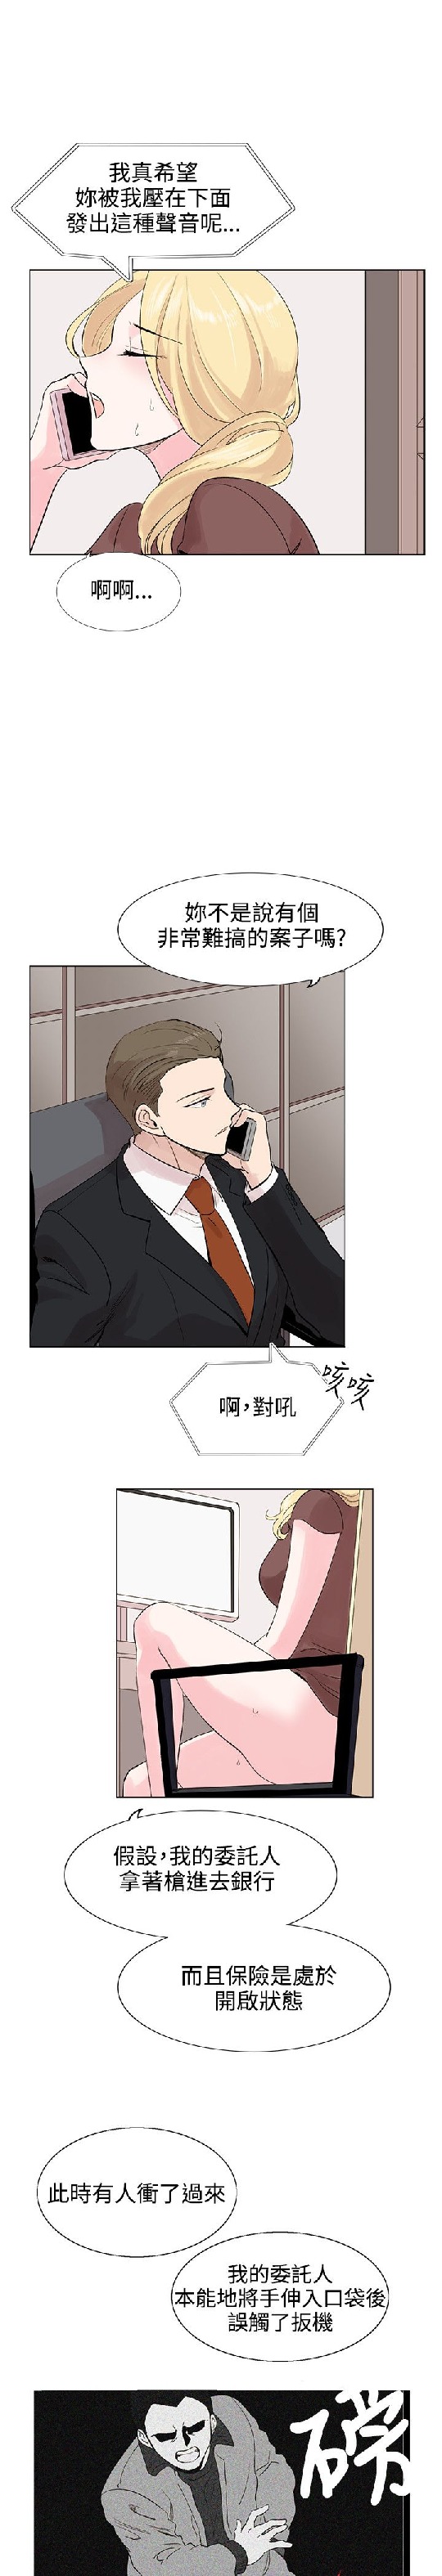 我真希望
妳被我壓在下面
發出這種聲音呢...
啊啊...
妳不是說有個
非常難搞的案子嗎?
咳咳
啊,對吼
假設,我的委託人
拿著槍進去銀行
而且保險是處於
開啟狀態
此時有人衝了過來
我的委託人
本能地將手伸入口袋後
誤觸了扳機
磅